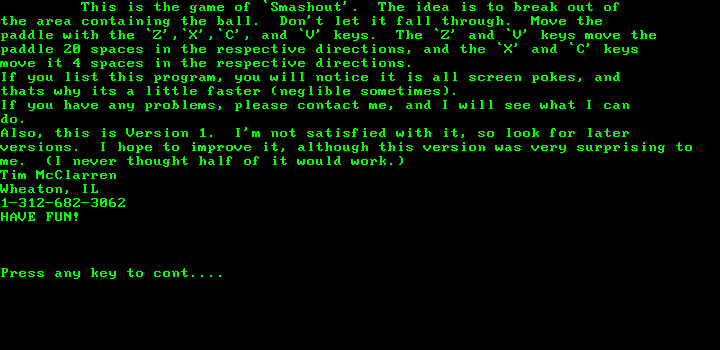 This is the game of `Smashout'.  The idea is to break out of
the area containing the ball.  Don't let it fall through.  Move the
paddle with the `Z',`X',`C', and `V' keys.  The `Z' and `V' keys move the
paddle 20 spaces in the respective directions, and the `X' and `C' keys
move it 4 spaces in the respective directions.
If you list this program, you will notice it is all screen pokes, and
thats why its a little faster (neglible sometimes).
If you have any problems, please contact me, and I will see what I can
do.
Also, this is Version 1.  I'm not satisfied with it, so look for later
versions.  I hope to improve it, although this version was very surprising to
me.  (I never thought half of it would work.)
Tim McClarren
Wheaton, IL
1-312-682-3062
HAVE FUN!
Press any key to cont....